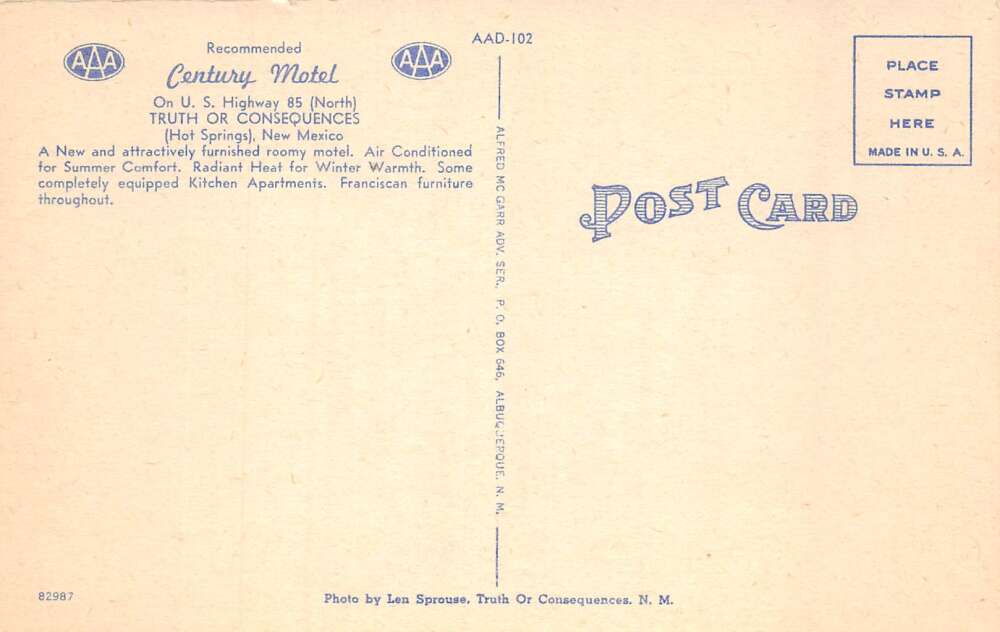 AAA
Recommended
AAA
Century Motel
On U. S. Highway 85 (North)
TRUTH OR CONSEQUENCES
(Hot Springs), New Mexico
A New and attractively furnished roomy motel. Air Conditioned
for Summer Comfort. Radiant Heat for Winter Warmth. Some
completely equipped Kitchen Apartments. Franciscan furniture
throughout.
82987
AAD-102
ALFRED MC GARR ADV. SER., P. O. BOX 646, ALBUQUERQUE, N. M.
Photo by Len Sprouse, Truth Or Consequences, N. M.
POST CARD
PLACE
STAMP
HERE
MADE IN U. S. A.